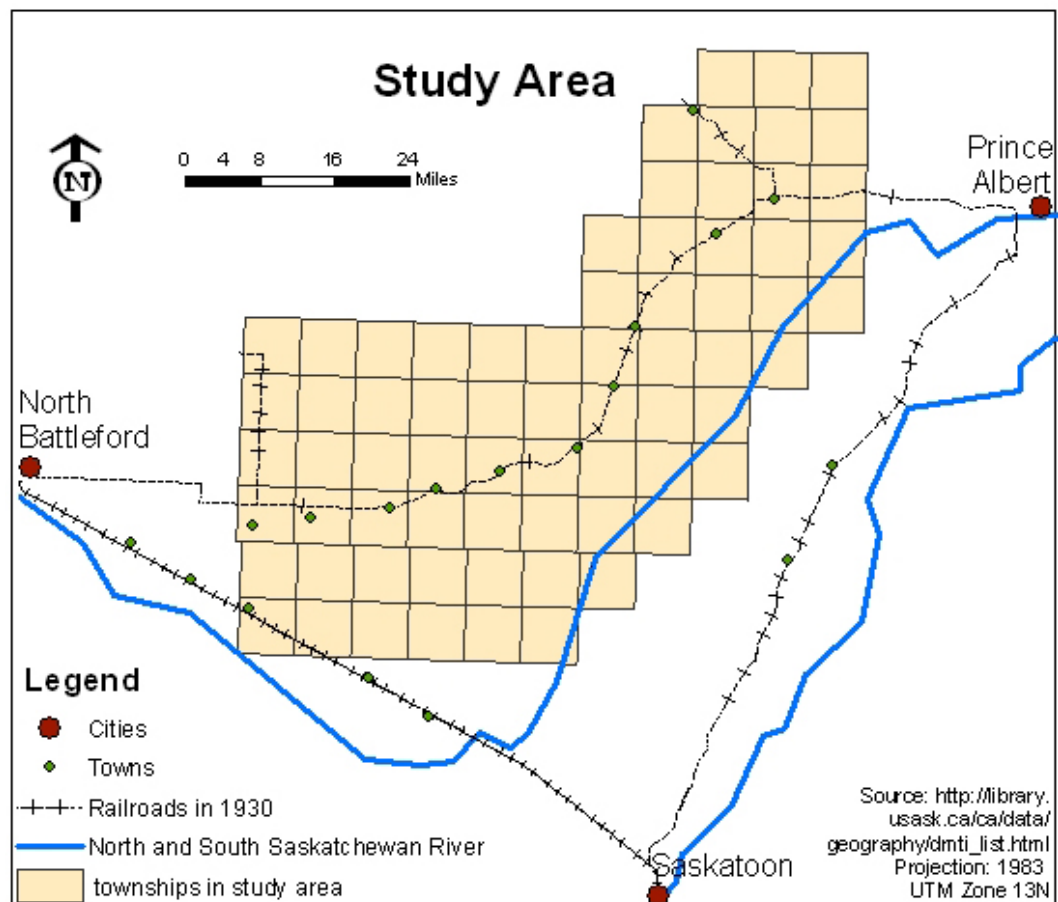 Study Area
N
0 4 8 16 24
Miles
Prince
Albert
North
Battleford
Saskatoon
Legend
Cities
Towns
Railroads in 1930
North and South Saskatchewan River
townships in study area
Source: http://library.
usask.ca/ca/data/
geography/dmti_list.html
Projection: 1983
UTM Zone 13N